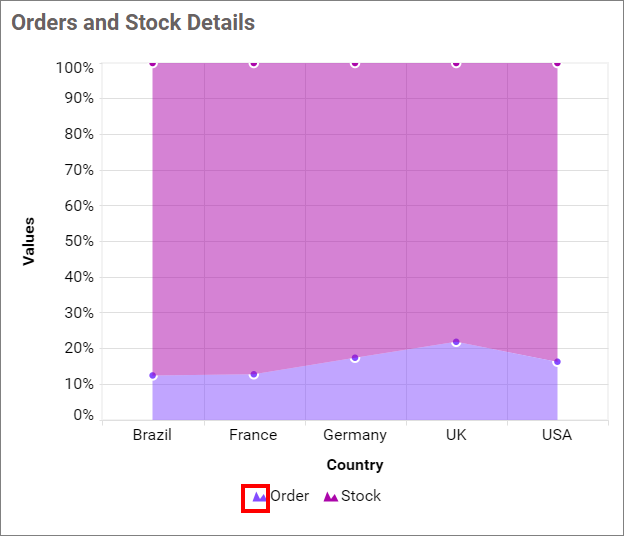 Orders and Stock Details
100%
90%
80%
70%
60%
50%
40%
30%
20%
10%
0%
Values
Brazil France Germany UK USA
Country
Order Stock